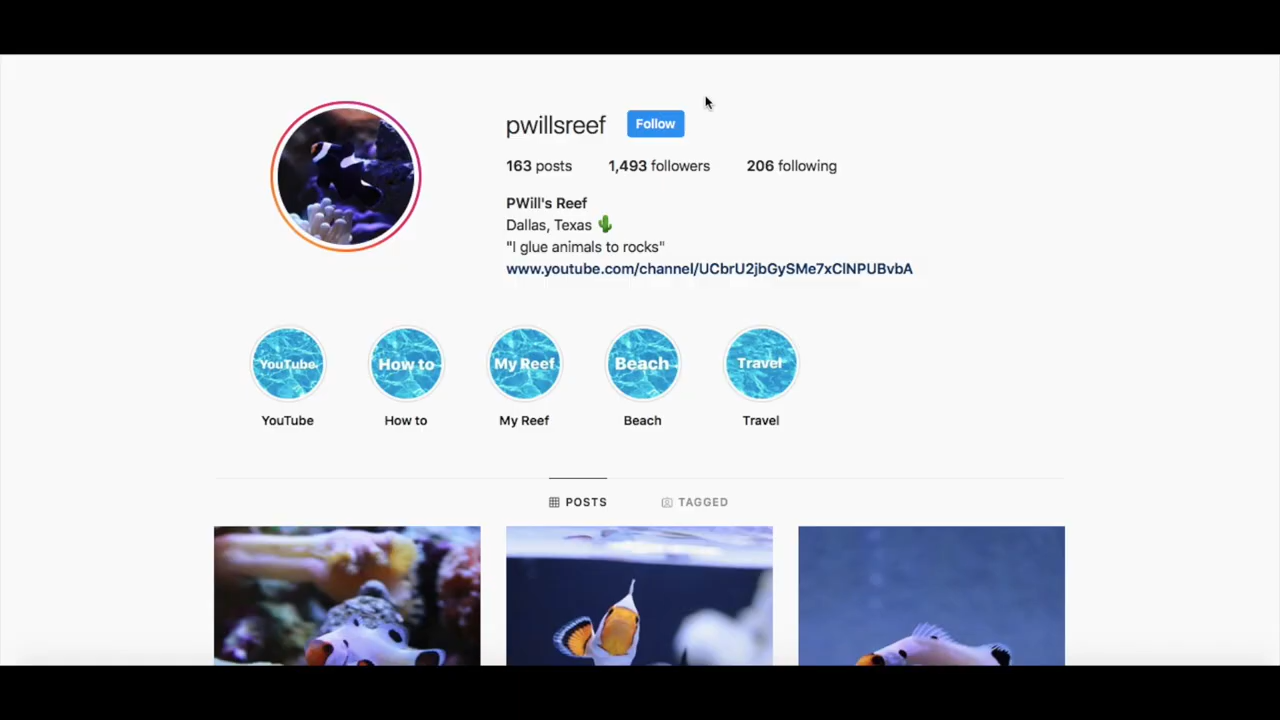 pwillsreef Follow
163 posts 1,493 followers 206 following
PWill's Reef
Dallas, Texas 🌵
"I glue animals to rocks"
www.youtube.com/channel/UCbrU2jbGySMe7xClNPUBvbA
YouTube How to My Reef Beach Travel
YouTube How to My Reef Beach Travel
POSTS TAGGED